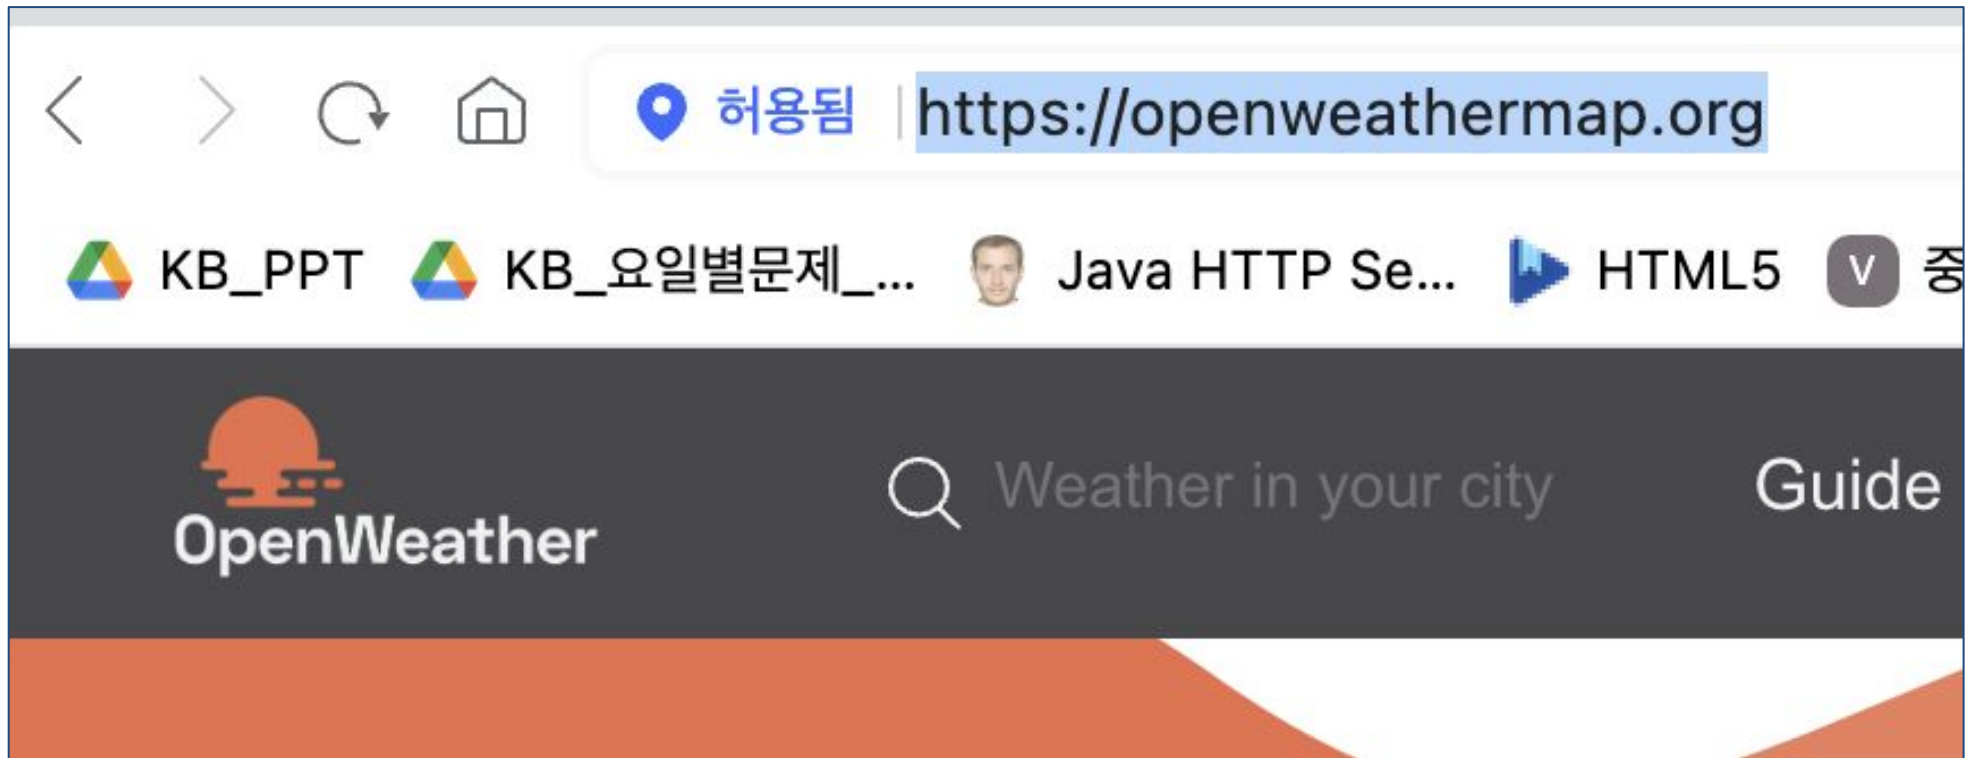 허용됨 https://openweathermap.org
KB_PPT KB_요일별문제_... Java HTTP Se... HTML5 V 중
OpenWeather Weather in your city Guide